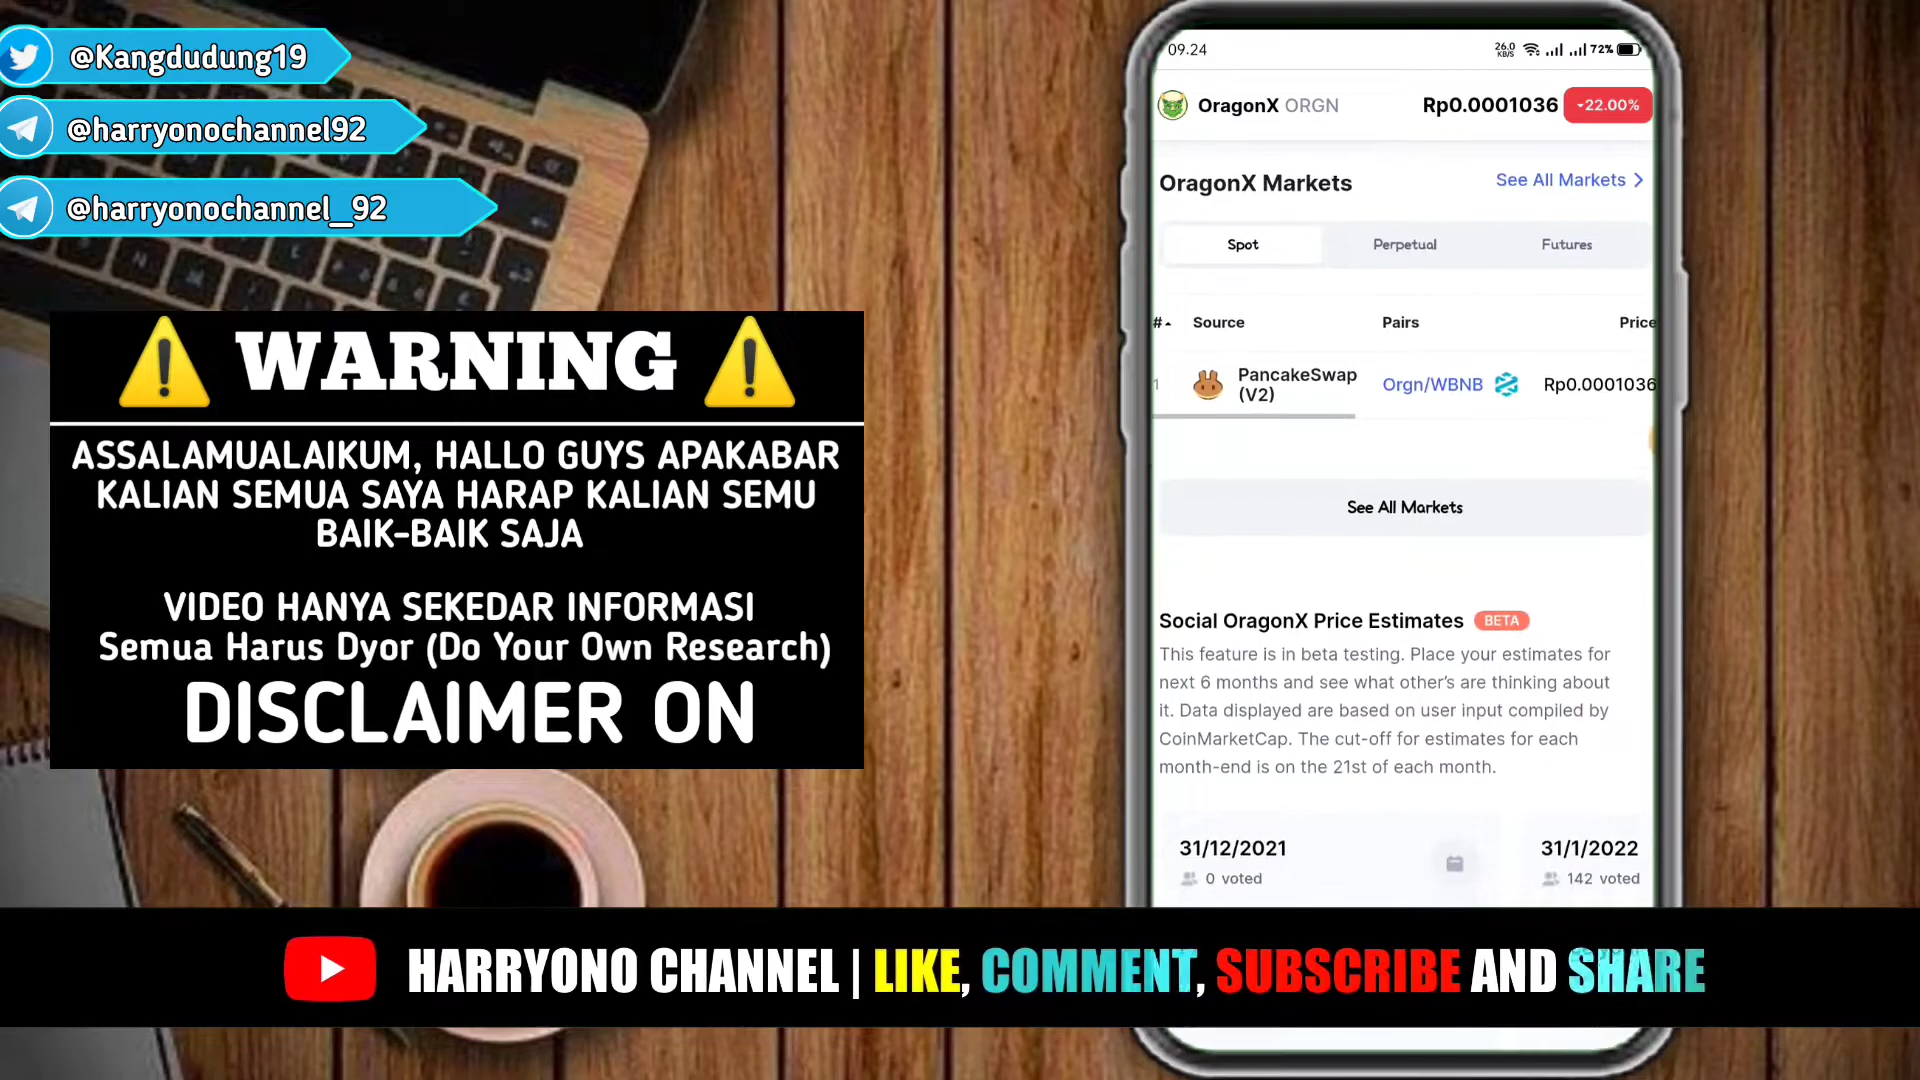 @Kangdudung19
@harryonochannel92
@harryonochannel_92
WARNING
ASSALAMUALAIKUM, HALLO GUYS APAKABAR
KALIAN SEMUA SAYA HARAP KALIAN SEMU
BAIK-BAIK SAJA
VIDEO HANYA SEKEDAR INFORMASI
Semua Harus Dyor (Do Your Own Research)
DISCLAIMER ON
09.24
26.0 KB/S 72%
OragonX ORGN Rp0.0001036 -22.00%
OragonX Markets See All Markets
Spot Perpetual Futures
# Source Pairs Price
1 PancakeSwap (V2) Orgn/WBNB Rp0.0001036
See All Markets
Social OragonX Price Estimates BETA
This feature is in beta testing. Place your estimates for
next 6 months and see what other's are thinking about
it. Data displayed are based on user input compiled by
CoinMarketCap. The cut-off for estimates for each
month-end is on the 21st of each month.
31/12/2021 31/1/2022
0 voted 142 voted
HARRYONO CHANNEL | LIKE, COMMENT, SUBSCRIBE AND SHARE